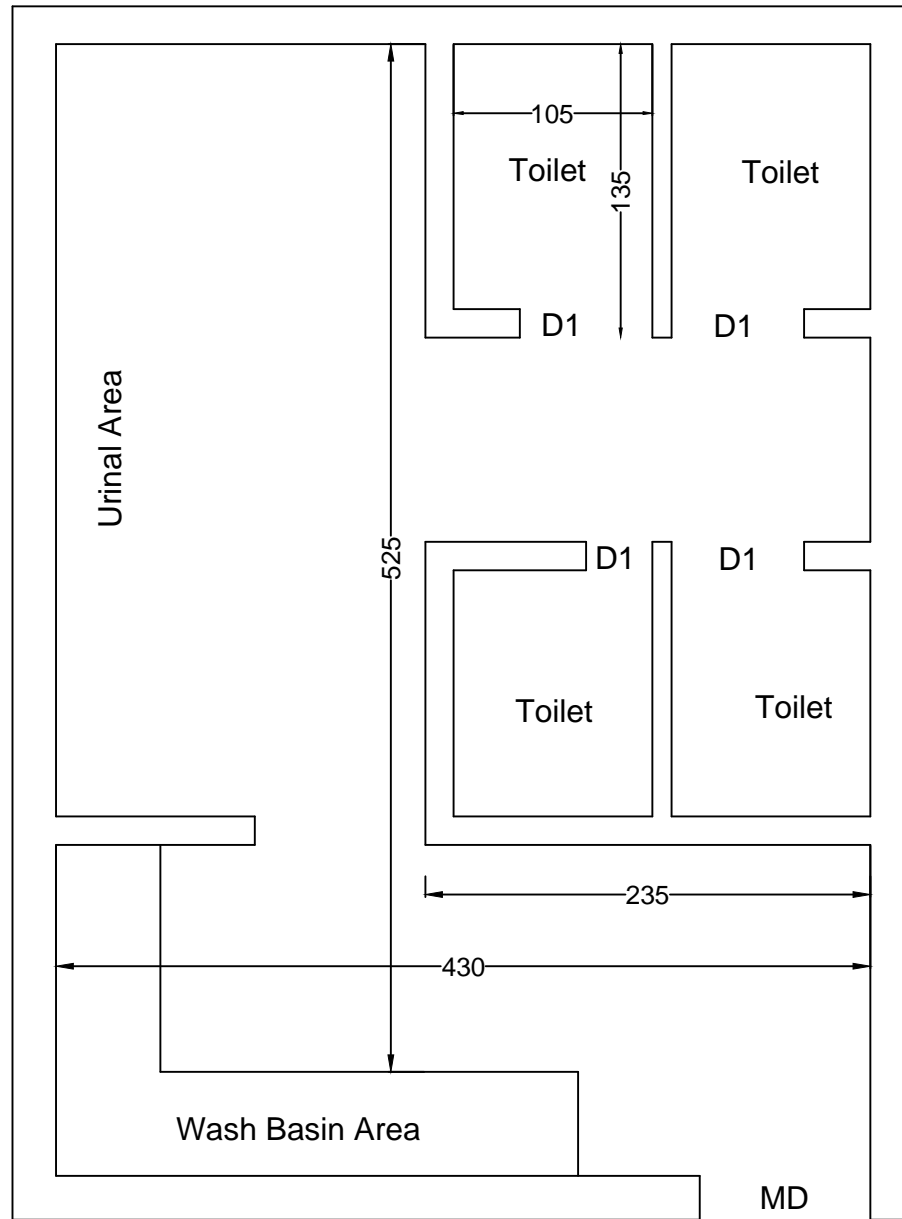 105
Toilet
135
Toilet
D1
D1
Urinal Area
525
D1
D1
Toilet
Toilet
235
430
Wash Basin Area
MD